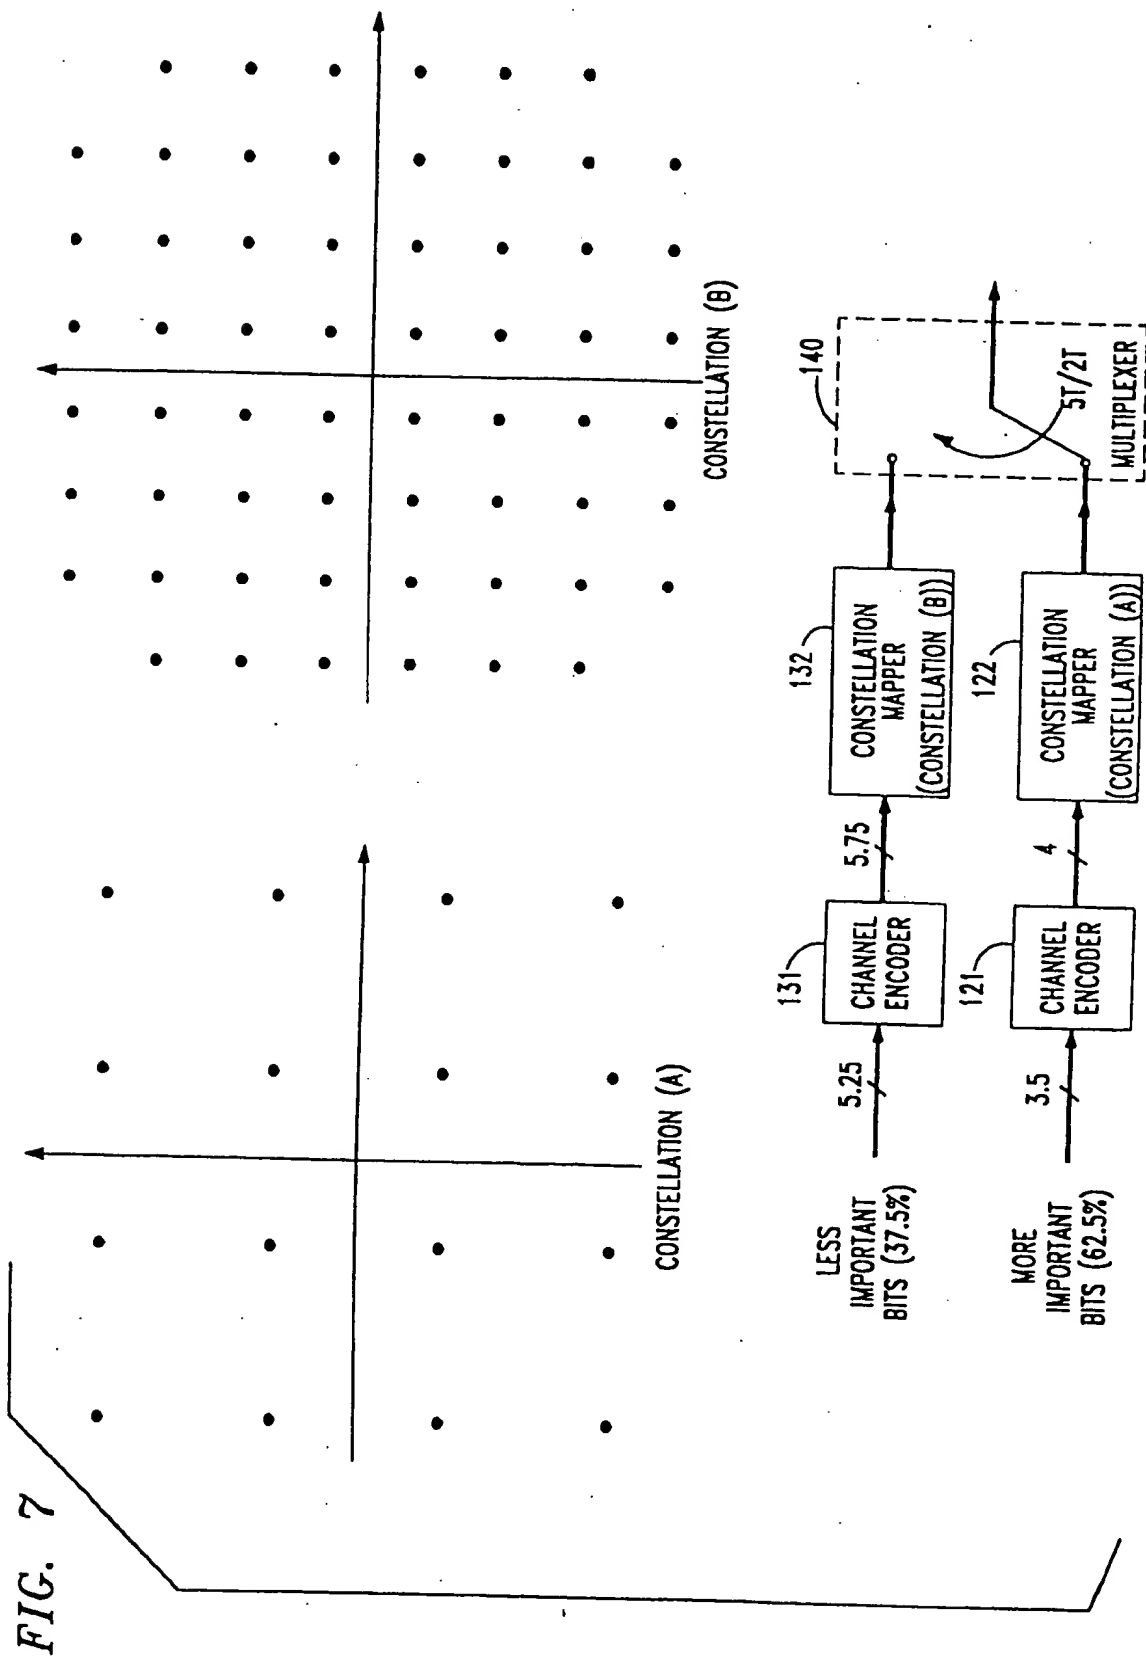 FIG. 7
CONSTELLATION (A)
CONSTELLATION (B)
LESS
IMPORTANT
BITS (37.5%)
5.25
131
CHANNEL
ENCODER
5.75
132
CONSTELLATION
MAPPER
(CONSTELLATION (B))
140
MORE
IMPORTANT
BITS (62.5%)
3.5
121
CHANNEL
ENCODER
4
122
CONSTELLATION
MAPPER
(CONSTELLATION (A))
5T/2T
MULTIPLEXER